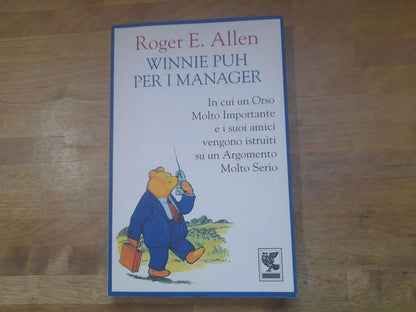 Roger E. Allen
WINNIE PUH
PER I MANAGER
In cui un Orso
Molto Importante
e i suoi amici
vengono istruiti
su un Argomento
Molto Serio